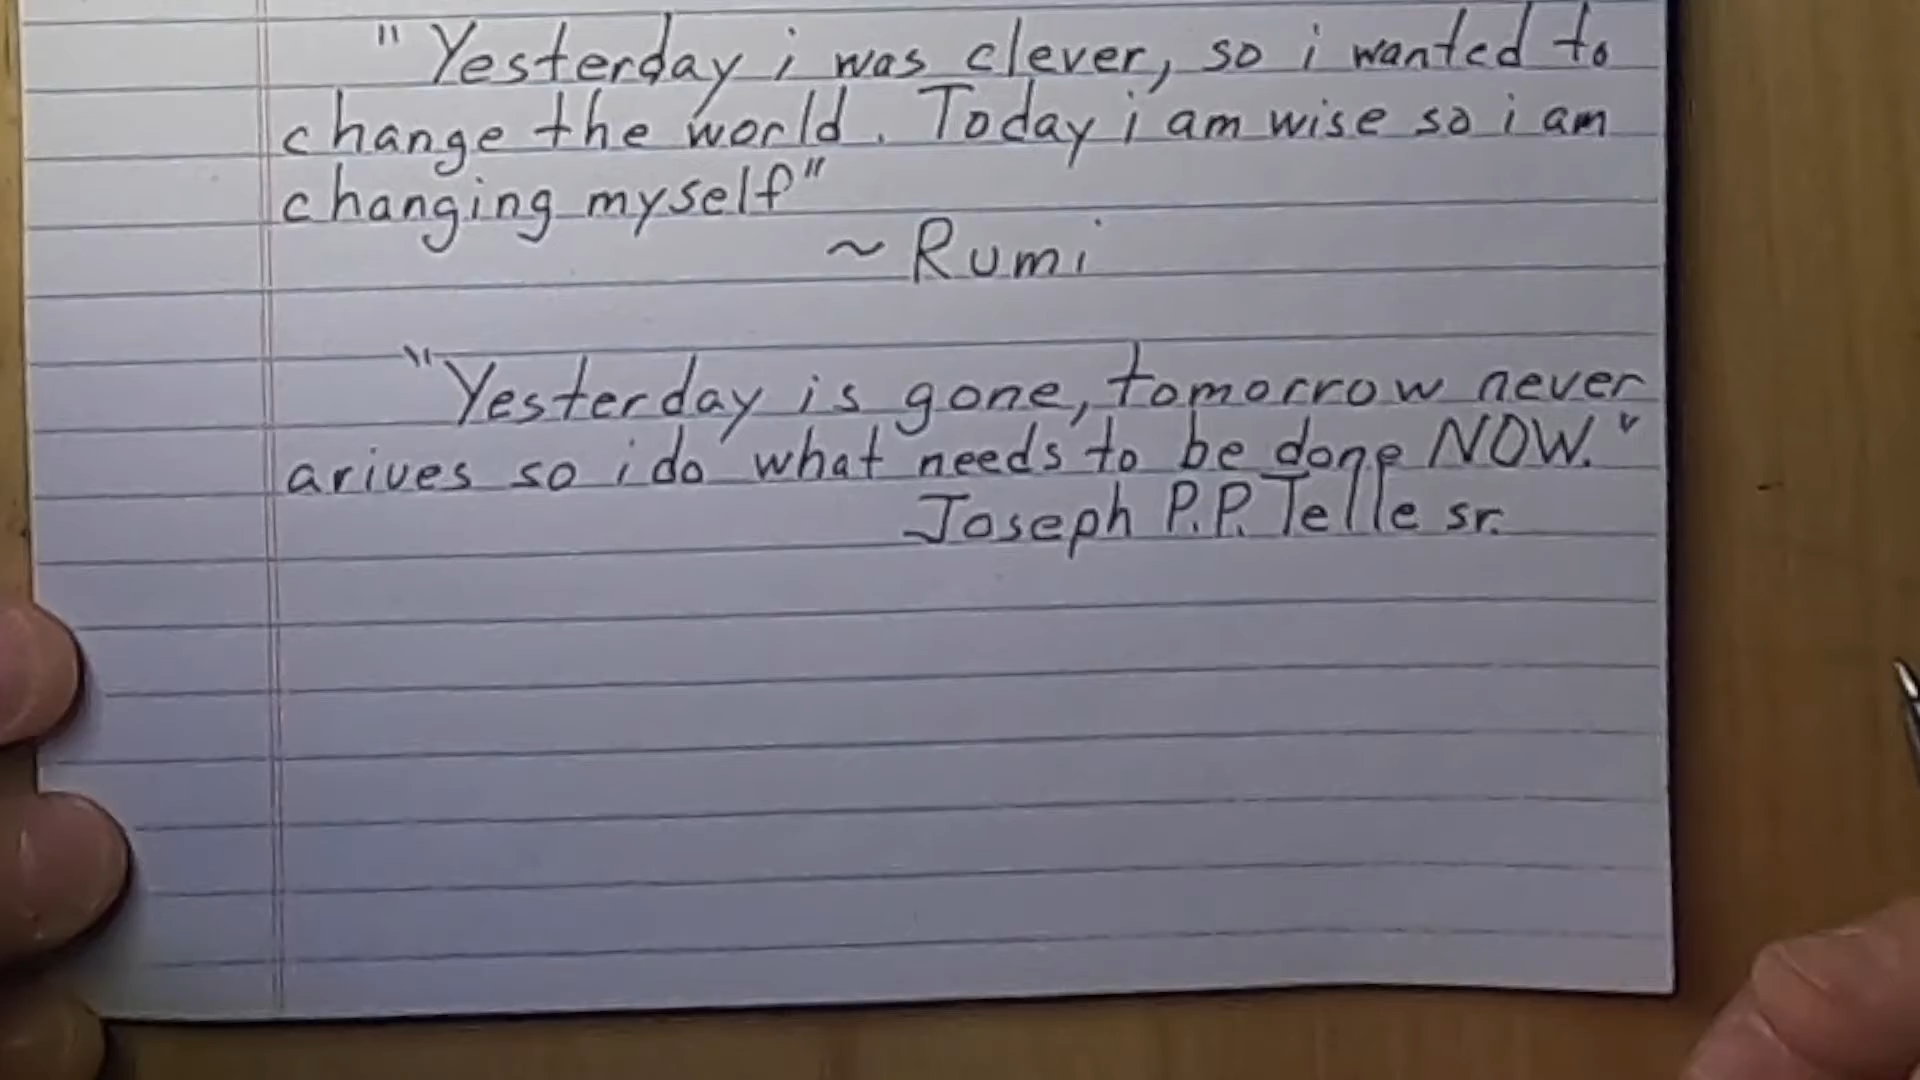 "Yesterday i was clever, so i wanted to
change the world. Today i am wise so i am
changing myself"
~ Rumi
"Yesterday is gone, tomorrow never
arives so i do what needs to be done NOW."
Joseph P.P. Telle sr.